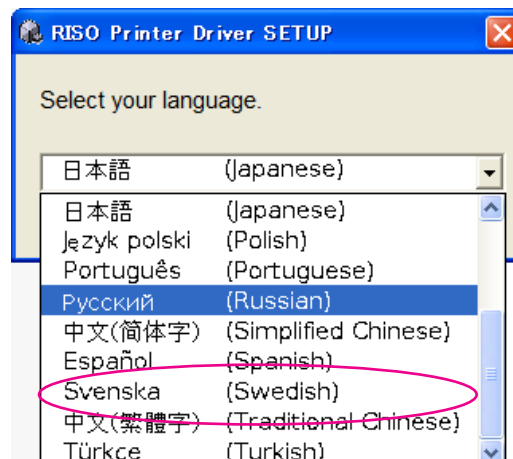 RISO Printer Driver SETUP
Select your language.
日本語 (Japanese)
日本語 (Japanese)
Język polski (Polish)
Português (Portuguese)
Русский (Russian)
中文(简体字) (Simplified Chinese)
Español (Spanish)
Svenska (Swedish)
中文(繁體字) (Traditional Chinese)
Türkçe (Turkish)